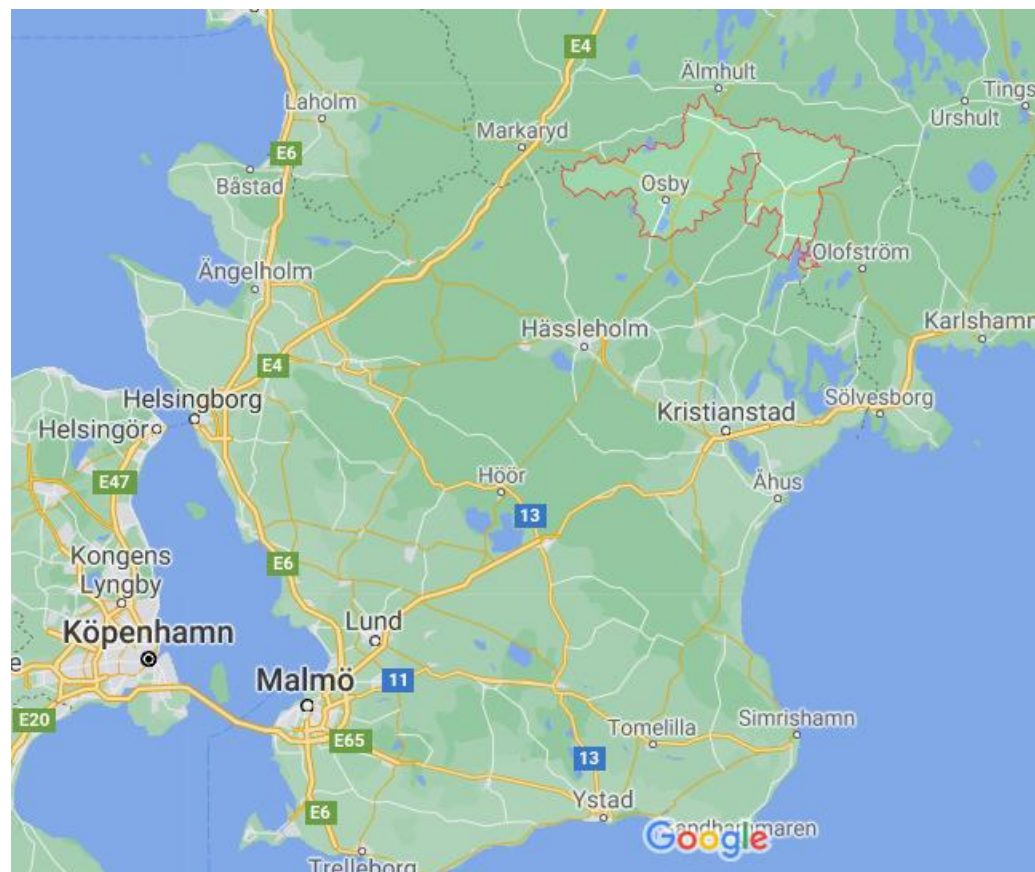 E4
Älmhult
Tings
Urshult
Laholm
Markaryd
E6
Båstad
Osby
Olofström
Ängelholm
Hässleholm
Karlshamn
E4
Helsingborg
Helsingör
Kristianstad
Sölvesborg
E47
Höör
Åhus
13
Kongens
Lyngby
E6
Lund
Köpenhamn
e
Malmö
11
E20
E65
Tomelilla
Simrishamn
13
E6
Ystad
Google
Trelleborg